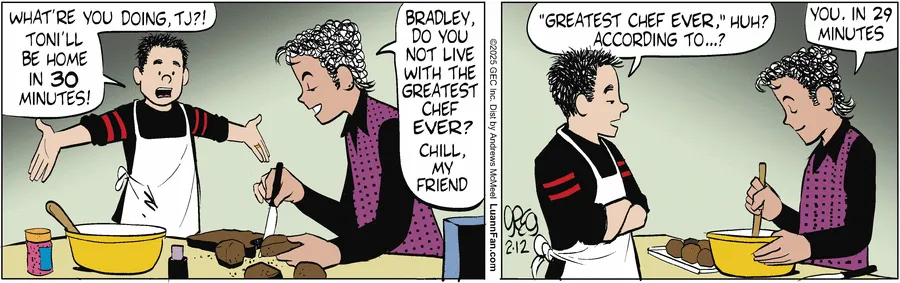 WHAT'RE YOU DOING, TJ?!
TONI'LL
BE HOME
IN 30
MINUTES!
BRADLEY,
DO YOU
NOT LIVE
WITH THE
GREATEST
CHEF
EVER?
CHILL,
MY
FRIEND
©2025 GEC Inc. Dist by Andrews McMeel LuannFan.com
"GREATEST CHEF EVER," HUH?
ACCORDING TO...?
YOU. IN 29
MINUTES
GREG
2-12